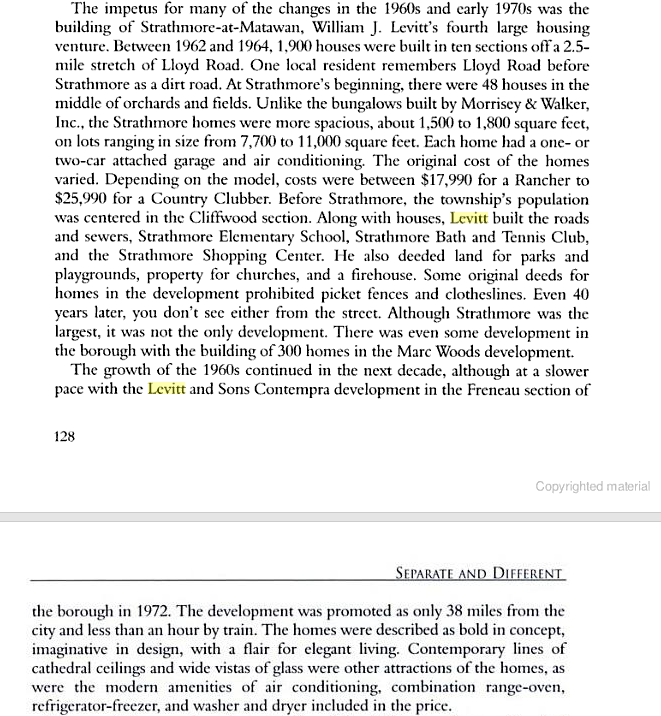 The impetus for many of the changes in the 1960s and early 1970s was the
building of Strathmore-at-Matawan, William J. Levitt's fourth large housing
venture. Between 1962 and 1964, 1,900 houses were built in ten sections off a 2.5-
mile stretch of Lloyd Road. One local resident remembers Lloyd Road before
Strathmore as a dirt road. At Strathmore's beginning, there were 48 houses in the
middle of orchards and fields. Unlike the bungalows built by Morrisey & Walker,
Inc., the Strathmore homes were more spacious, about 1,500 to 1,800 square feet,
on lots ranging in size from 7,700 to 11,000 square feet. Each home had a one- or
two-car attached garage and air conditioning. The original cost of the homes
varied. Depending on the model, costs were between $17,990 for a Rancher to
$25,990 for a Country Clubber. Before Strathmore, the township's population
was centered in the Cliffwood section. Along with houses, Levitt built the roads
and sewers, Strathmore Elementary School, Strathmore Bath and Tennis Club,
and the Strathmore Shopping Center. He also deeded land for parks and
playgrounds, property for churches, and a firehouse. Some original deeds for
homes in the development prohibited picket fences and clotheslines. Even 40
years later, you don't see either from the street. Although Strathmore was the
largest, it was not the only development. There was even some development in
the borough with the building of 300 homes in the Marc Woods development.
The growth of the 1960s continued in the next decade, although at a slower
pace with the Levitt and Sons Contempra development in the Freneau section of
128
Copyrighted material
SEPARATE AND DIFFERENT
the borough in 1972. The development was promoted as only 38 miles from the
city and less than an hour by train. The homes were described as bold in concept,
imaginative in design, with a flair for elegant living. Contemporary lines of
cathedral ceilings and wide vistas of glass were other attractions of the homes, as
were the modern amenities of air conditioning, combination range-oven,
refrigerator-freezer, and washer and dryer included in the price.